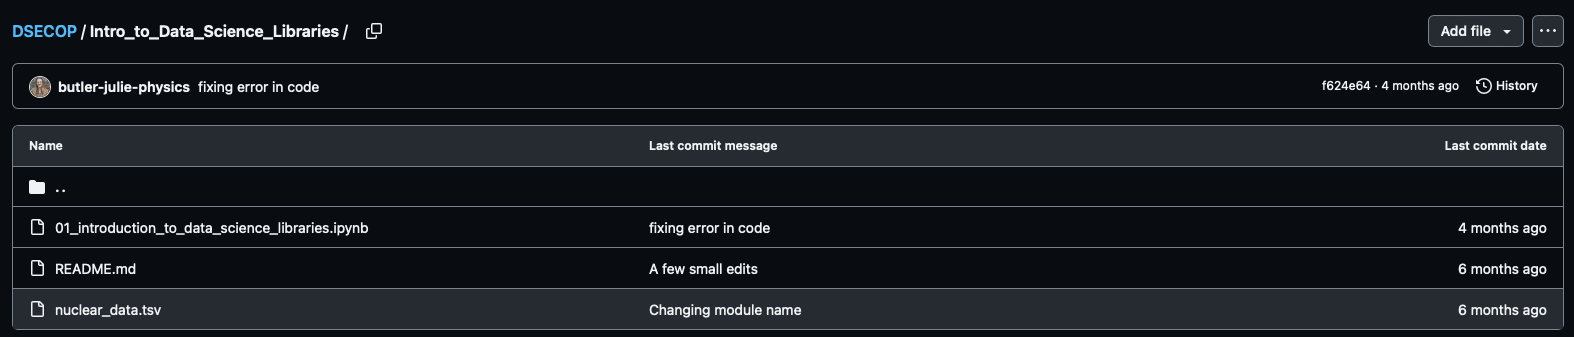 DSECOP / Intro_to_Data_Science_Libraries /
Add file
butler-julie-physics fixing error in code
f624e64 · 4 months ago History
Name Last commit message Last commit date
..
01_introduction_to_data_science_libraries.ipynb fixing error in code 4 months ago
README.md A few small edits 6 months ago
nuclear_data.tsv Changing module name 6 months ago